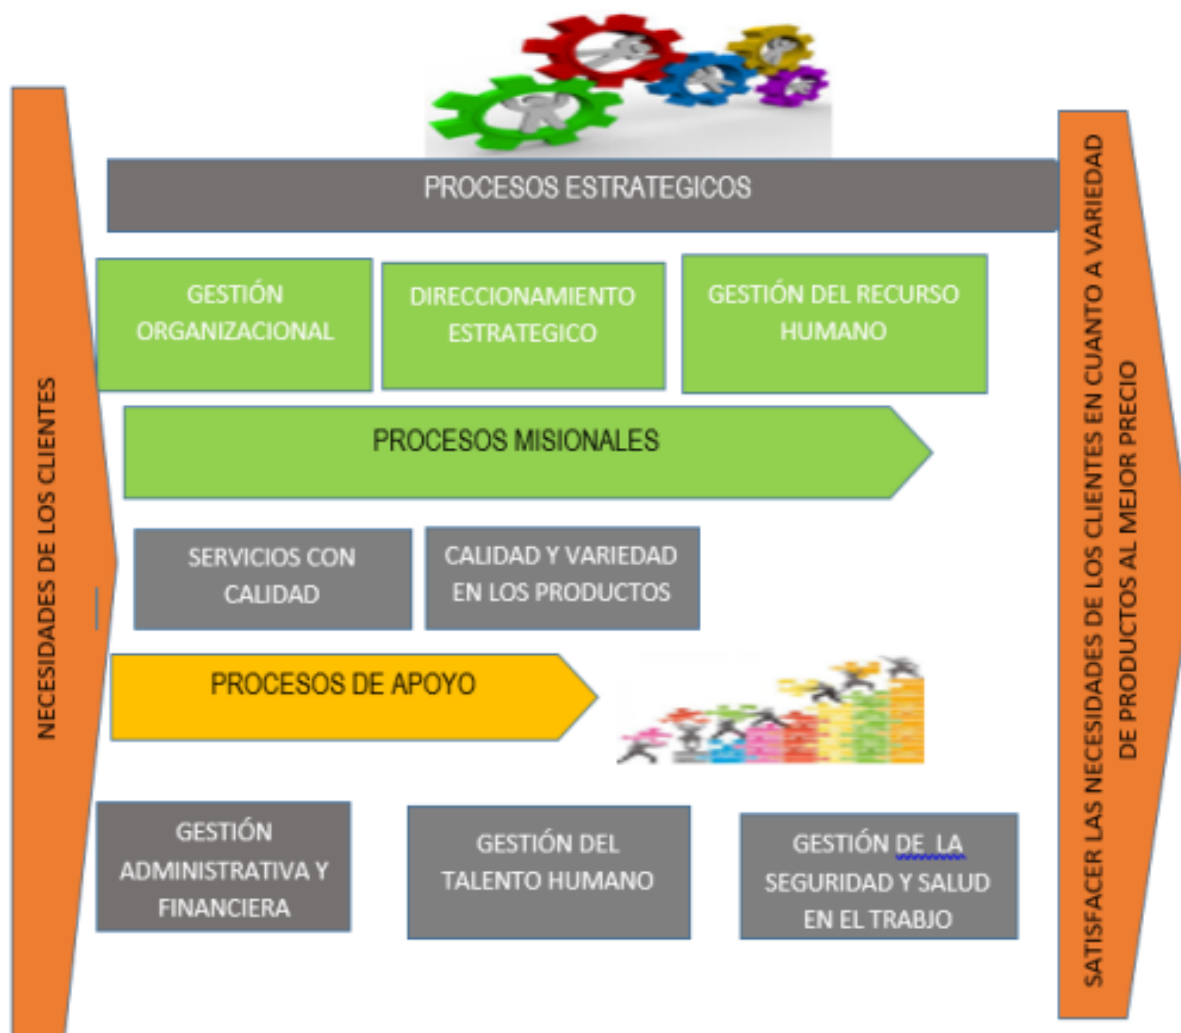 PROCESOS ESTRATEGICOS
GESTIÓN
ORGANIZACIONAL
DIRECCIONAMIENTO
ESTRATEGICO
GESTIÓN DEL RECURSO
HUMANO
PROCESOS MISIONALES
SERVICIOS CON
CALIDAD
CALIDAD Y VARIEDAD
EN LOS PRODUCTOS
PROCESOS DE APOYO
GESTIÓN
ADMINISTRATIVA Y
FINANCIERA
GESTIÓN DEL
TALENTO HUMANO
GESTIÓN DE LA
SEGURIDAD Y SALUD
EN EL TRABJO
NECESIDADES DE LOS CLIENTES
SATISFACER LAS NECESIDADES DE LOS CLIENTES EN CUANTO A VARIEDAD
DE PRODUCTOS AL MEJOR PRECIO